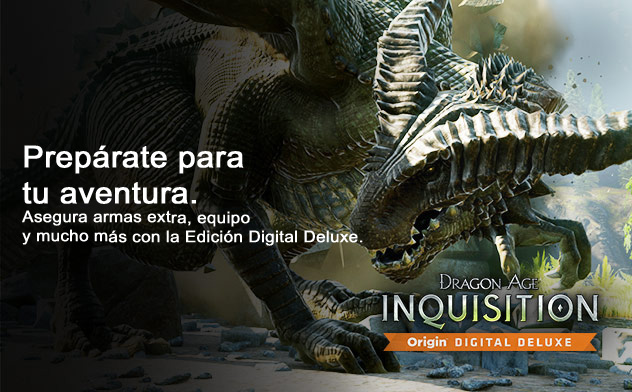 Prepárate para
tu aventura.
Asegura armas extra, equipo
y mucho más con la Edición Digital Deluxe.
DRAGON AGE
INQUISITION
Origin DIGITAL DELUXE